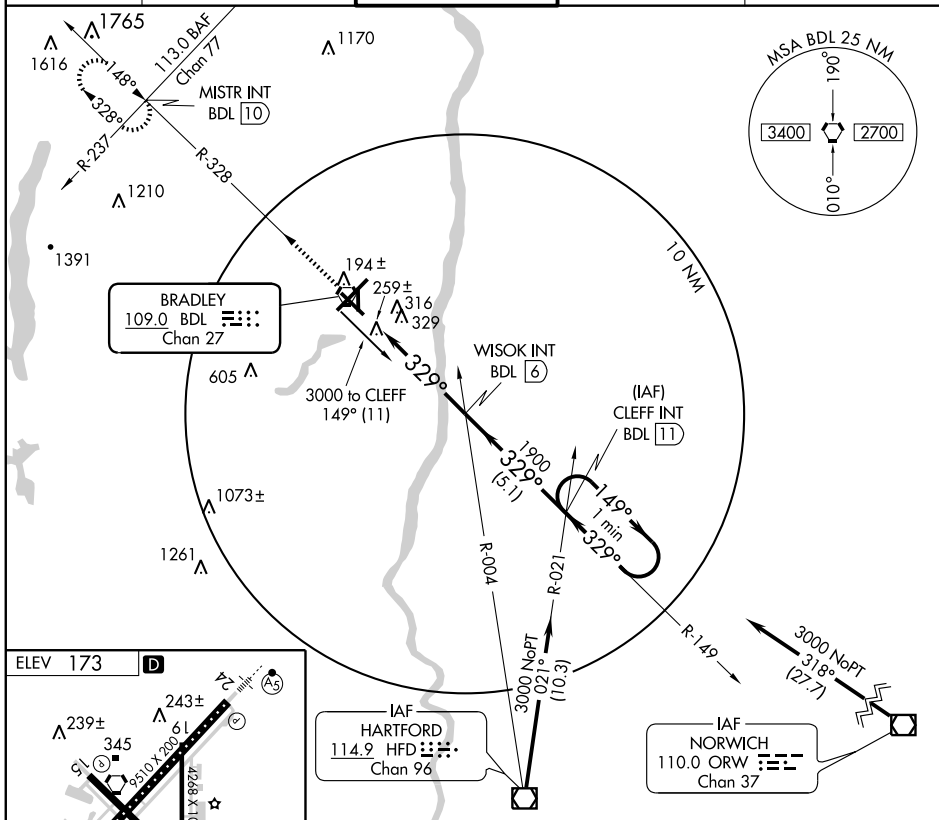 1765
1616
1170
113.0 BAF
Chan 77
148°
328°
MISTR INT
BDL 10
R-237
R-328
1210
1391
MSA BDL 25 NM
190°
3400
2700
010°
10 NM
194±
259±
316
329
BRADLEY
109.0 BDL
Chan 27
605
3000 to CLEFF
149° (11)
329°
WISOK INT
BDL 6
(IAF)
CLEFF INT
BDL 11
1900
329°
(5.1)
149°
1 min
329°
1073±
1261
R-004
R-021
R-149
3000 NoPT
021°
(10.3)
3000 NoPT
318°
(27.7)
IAF
HARTFORD
114.9 HFD
Chan 96
IAF
NORWICH
110.0 ORW
Chan 37
ELEV 173
D
24
A5
243±
239±
345
19
P
15
9510 X 200